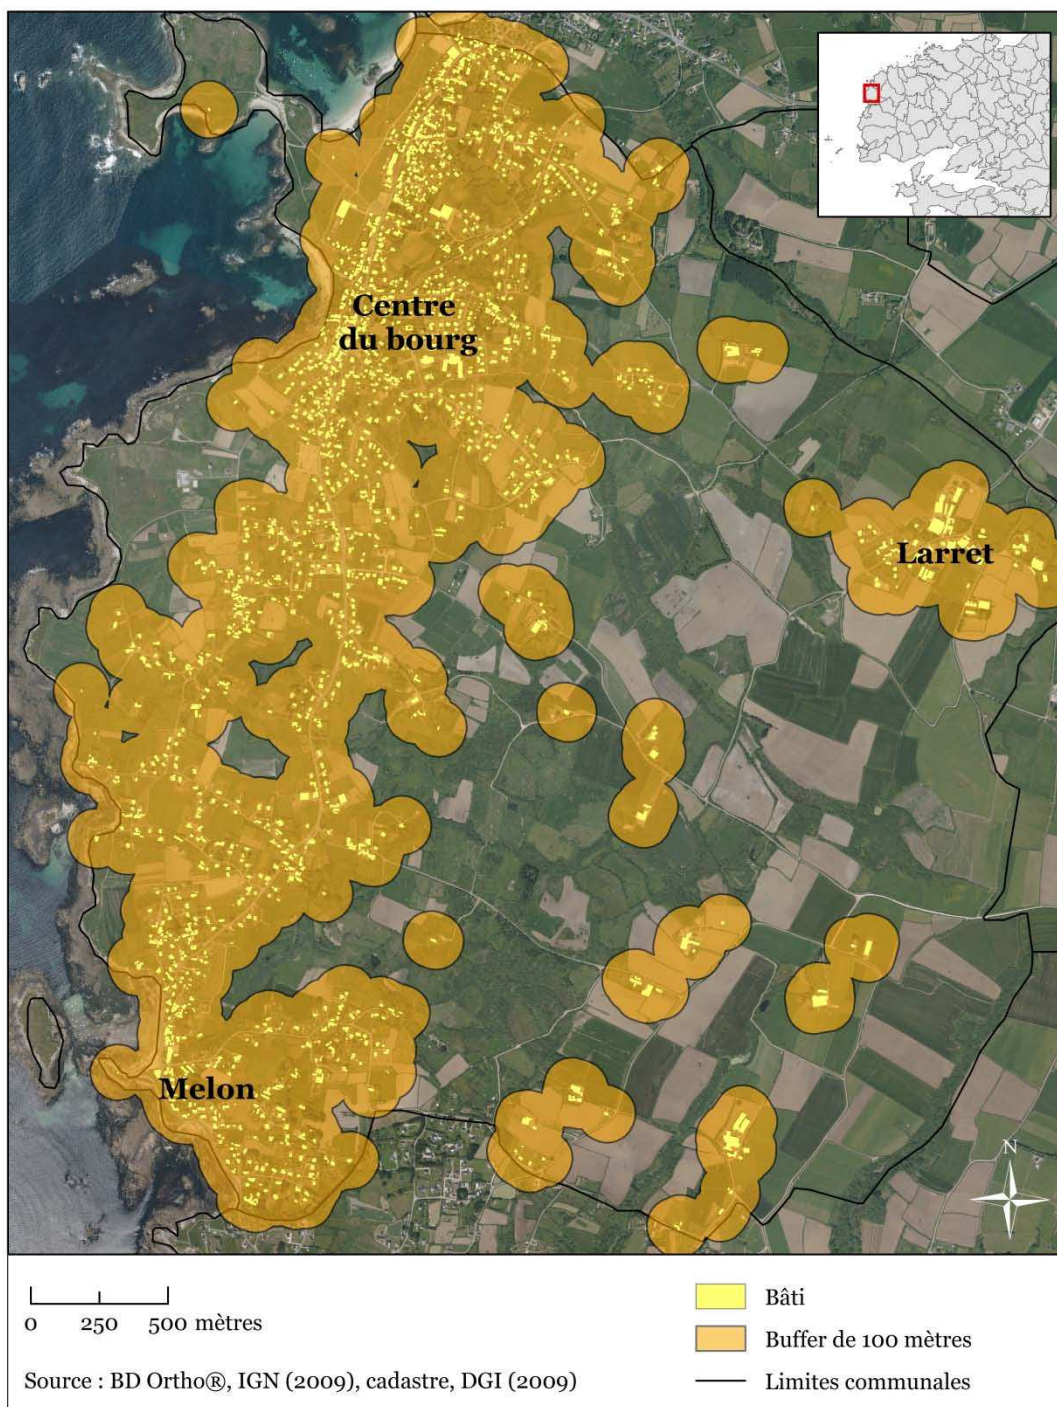 Centre
du bourg
Larret
Melon
N
0 250 500 mètres
Bâti
Buffer de 100 mètres
Limites communales
Source : BD Ortho®, IGN (2009), cadastre, DGI (2009)